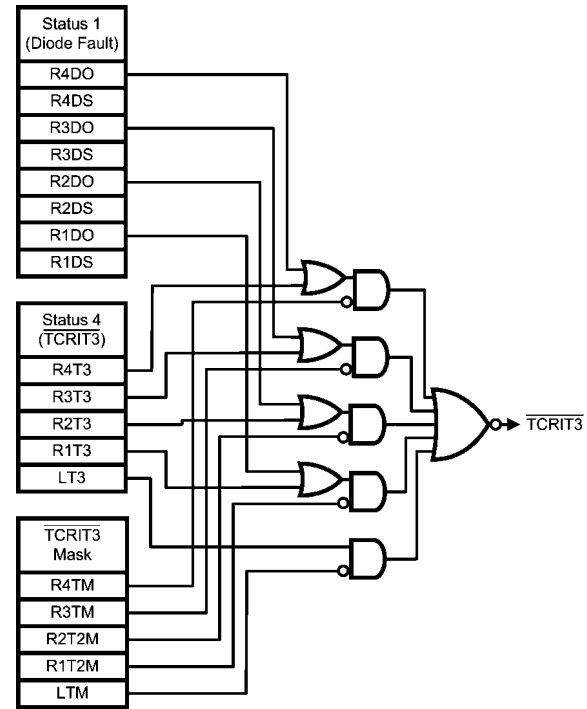 Status 1
(Diode Fault)
R4DO
R4DS
R3DO
R3DS
R2DO
R2DS
R1DO
R1DS
Status 4
(TCRIT3)
R4T3
R3T3
R2T3
R1T3
LT3
TCRIT3
Mask
R4TM
R3TM
R2T2M
R1T2M
LTM
TCRIT3